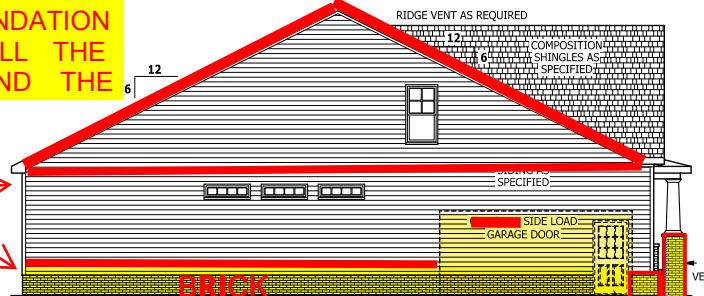 NDATION
LL THE
ND THE
RIDGE VENT AS REQUIRED
12
6
COMPOSITION
SHINGLES AS
SPECIFIED
12
6
SIDING AS
SPECIFIED
SIDE LOAD
GARAGE DOOR
BRICK
VE